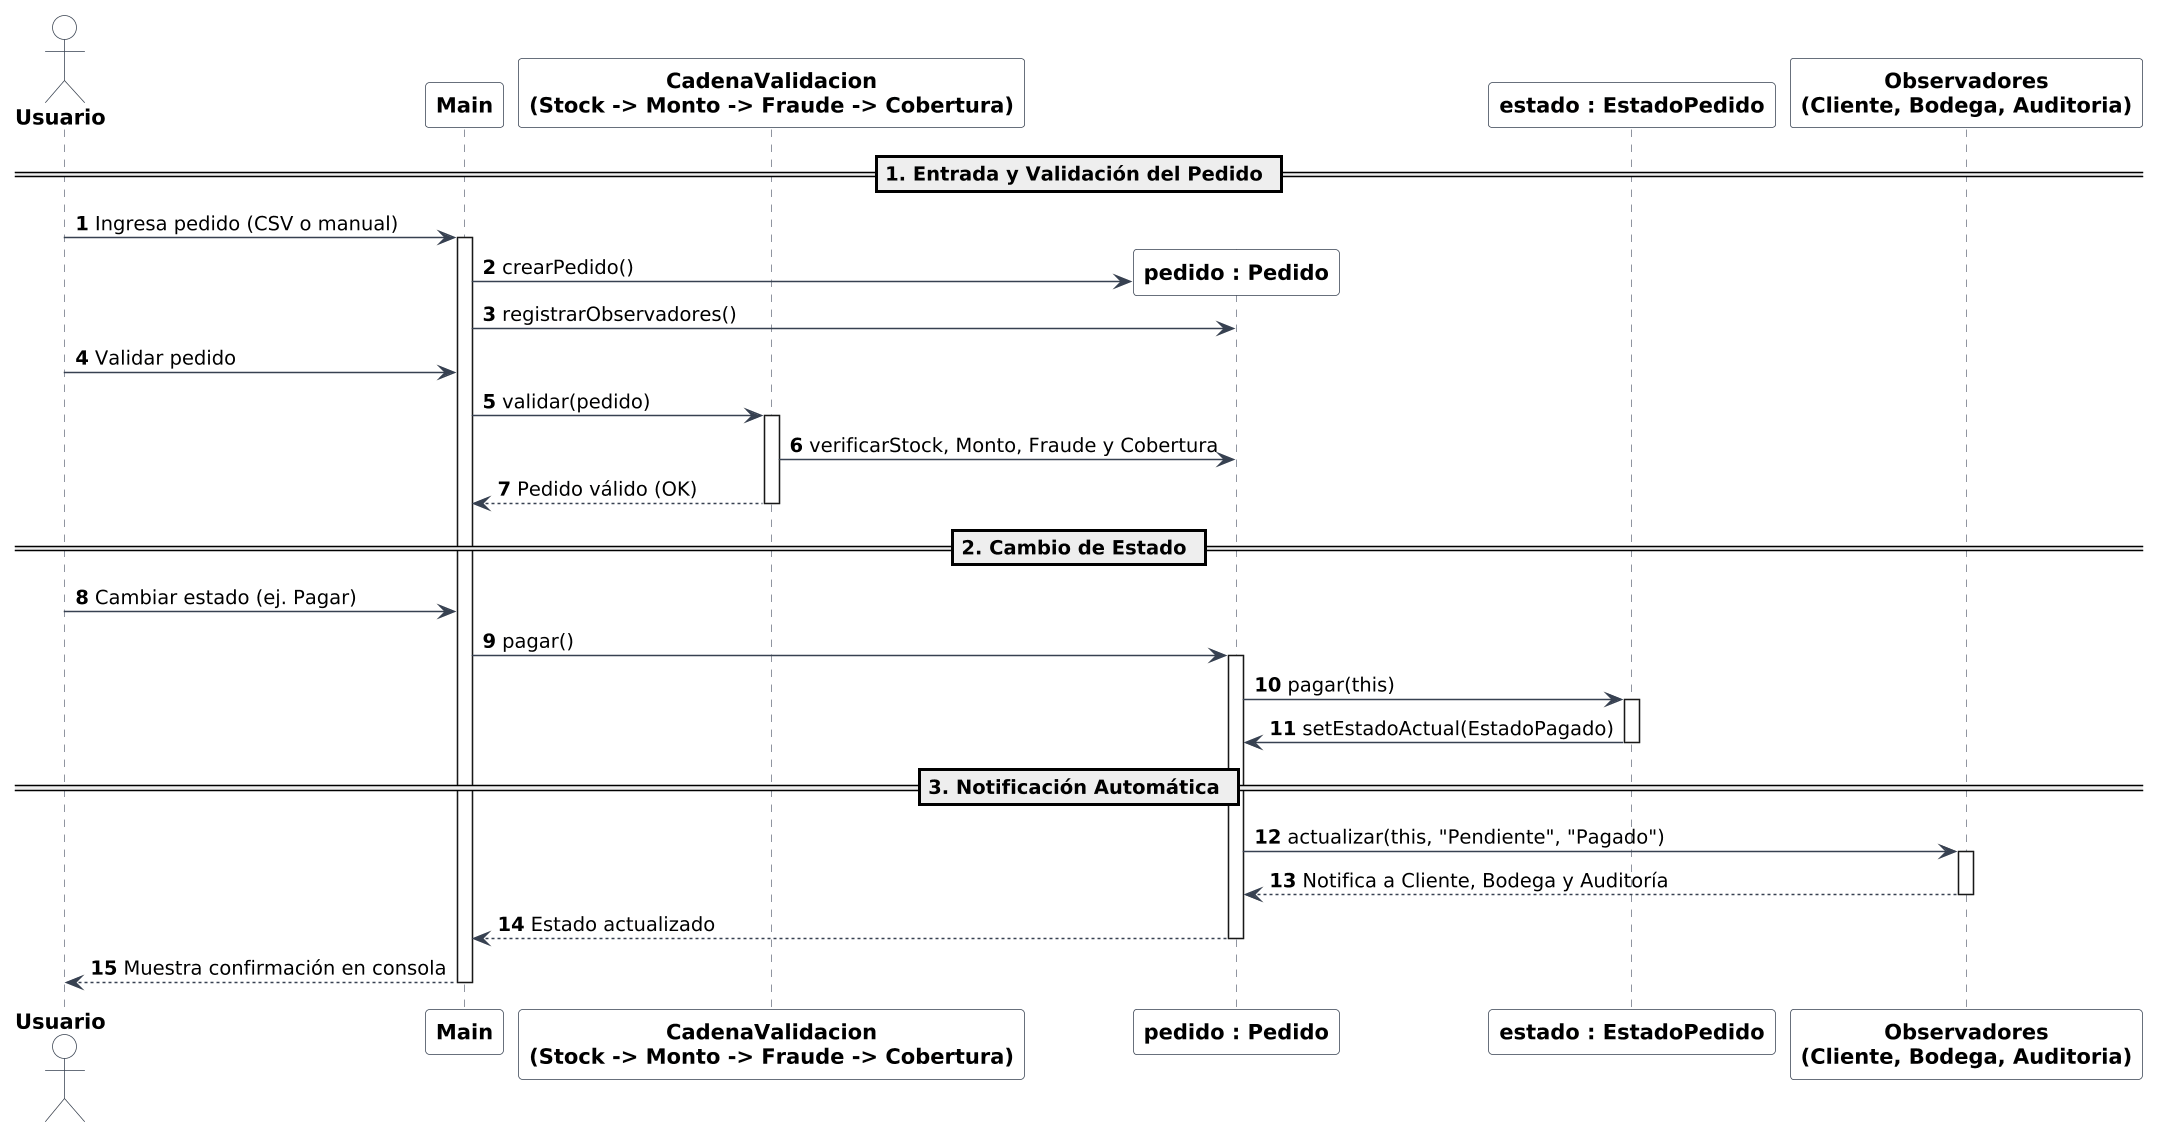 Usuario
Main
CadenaValidacion
(Stock -> Monto -> Fraude -> Cobertura)
estado : EstadoPedido
Observadores
(Cliente, Bodega, Auditoria)
1. Entrada y Validación del Pedido
1 Ingresa pedido (CSV o manual)
2 crearPedido()
pedido : Pedido
3 registrarObservadores()
4 Validar pedido
5 validar(pedido)
6 verificarStock, Monto, Fraude y Cobertura
7 Pedido válido (OK)
2. Cambio de Estado
8 Cambiar estado (ej. Pagar)
9 pagar()
10 pagar(this)
11 setEstadoActual(EstadoPagado)
3. Notificación Automática
12 actualizar(this, "Pendiente", "Pagado")
13 Notifica a Cliente, Bodega y Auditoría
14 Estado actualizado
15 Muestra confirmación en consola
Usuario
Main
CadenaValidacion
(Stock -> Monto -> Fraude -> Cobertura)
pedido : Pedido
estado : EstadoPedido
Observadores
(Cliente, Bodega, Auditoria)